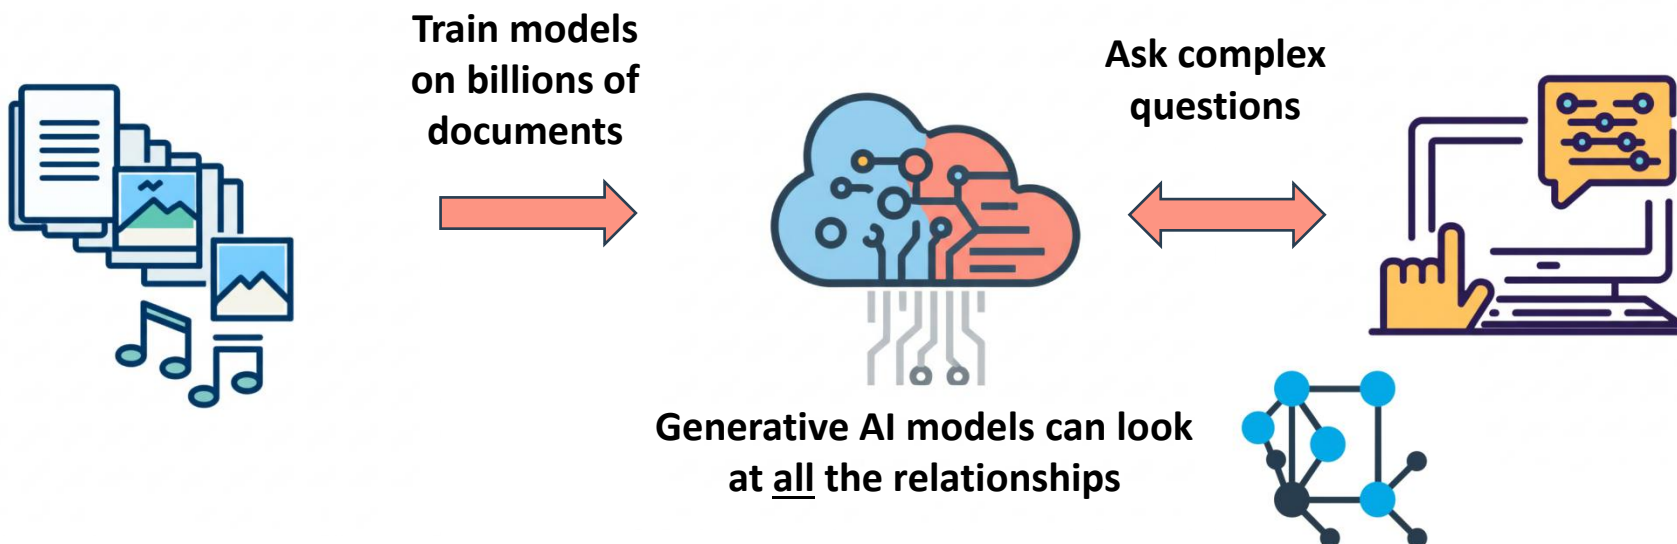 Train models
on billions of
documents
Ask complex
questions
Generative AI models can look
at all the relationships